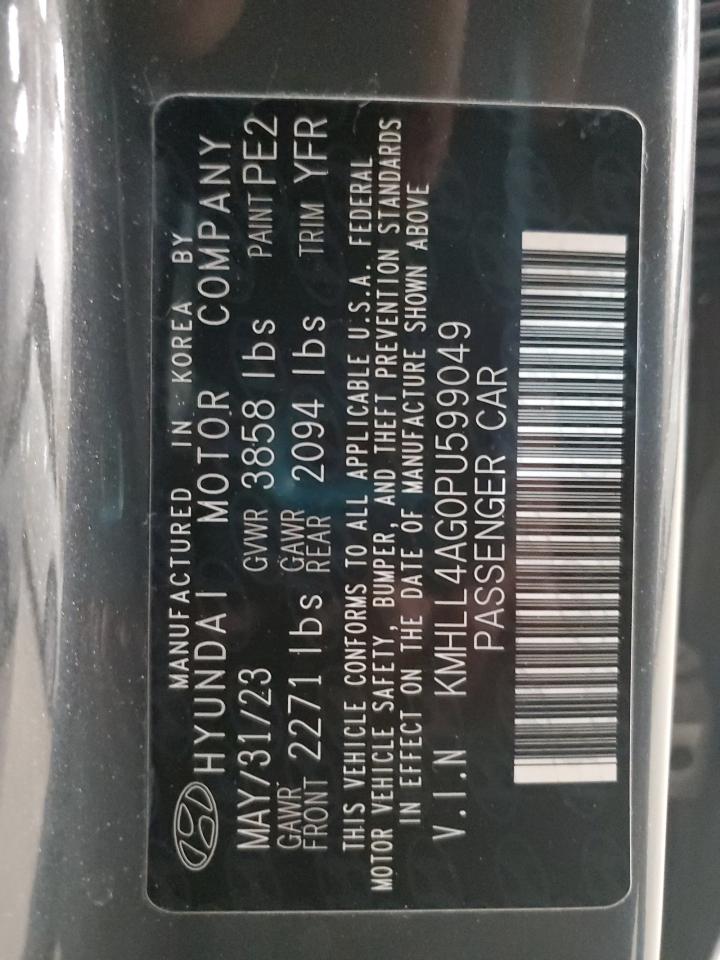 MANUFACTURED IN KOREA BY
HYUNDAI MOTOR COMPANY
MAY/31/23 GVWR 3858 lbs PAINT PE2
GAWR FRONT 2271 lbs GAWR REAR 2094 lbs TRIM YFR
THIS VEHICLE CONFORMS TO ALL APPLICABLE U.S.A. FEDERAL
MOTOR VEHICLE SAFETY, BUMPER, AND THEFT PREVENTION STANDARDS
IN EFFECT ON THE DATE OF MANUFACTURE SHOWN ABOVE
V.I.N KMHLL4AG0PU599049
PASSENGER CAR